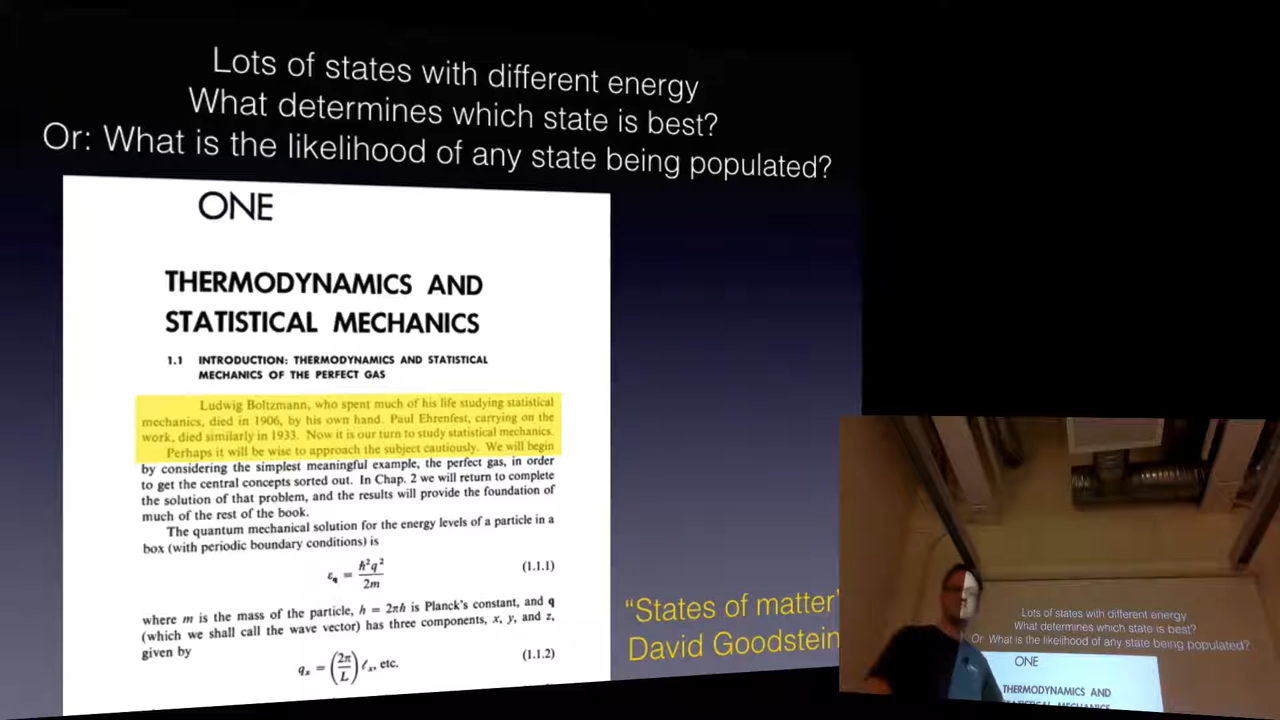 Lots of states with different energy
What determines which state is best?
Or: What is the likelihood of any state being populated?
ONE
THERMODYNAMICS AND
STATISTICAL MECHANICS
1.1 INTRODUCTION: THERMODYNAMICS AND STATISTICAL
MECHANICS OF THE PERFECT GAS
Ludwig Boltzmann, who spent much of his life studying statistical
mechanics, died in 1906, by his own hand. Paul Ehrenfest, carrying on the
work, died similarly in 1933. Now it is our turn to study statistical mechanics.
Perhaps it will be wise to approach the subject cautiously. We will begin
by considering the simplest meaningful example, the perfect gas, in order
to get the central concepts sorted out. In Chap. 2 we will return to complete
the solution of that problem, and the results will provide the foundation of
much of the rest of the book.
The quantum mechanical solution for the energy levels of a particle in a
box (with periodic boundary conditions) is
ε_q = ħ²q² / 2m (1.1.1)
where m is the mass of the particle, h = 2πħ is Planck's constant, and q
(which we shall call the wave vector) has three components, x, y, and z,
given by
q_x = (2π / L) ℓ_x, etc. (1.1.2)
"States of matter"
David Goodstein
Lots of states with different energy
What determines which state is best?
Or: What is the likelihood of any state being populated?
ONE
THERMODYNAMICS AND
STATISTICAL MECHANICS